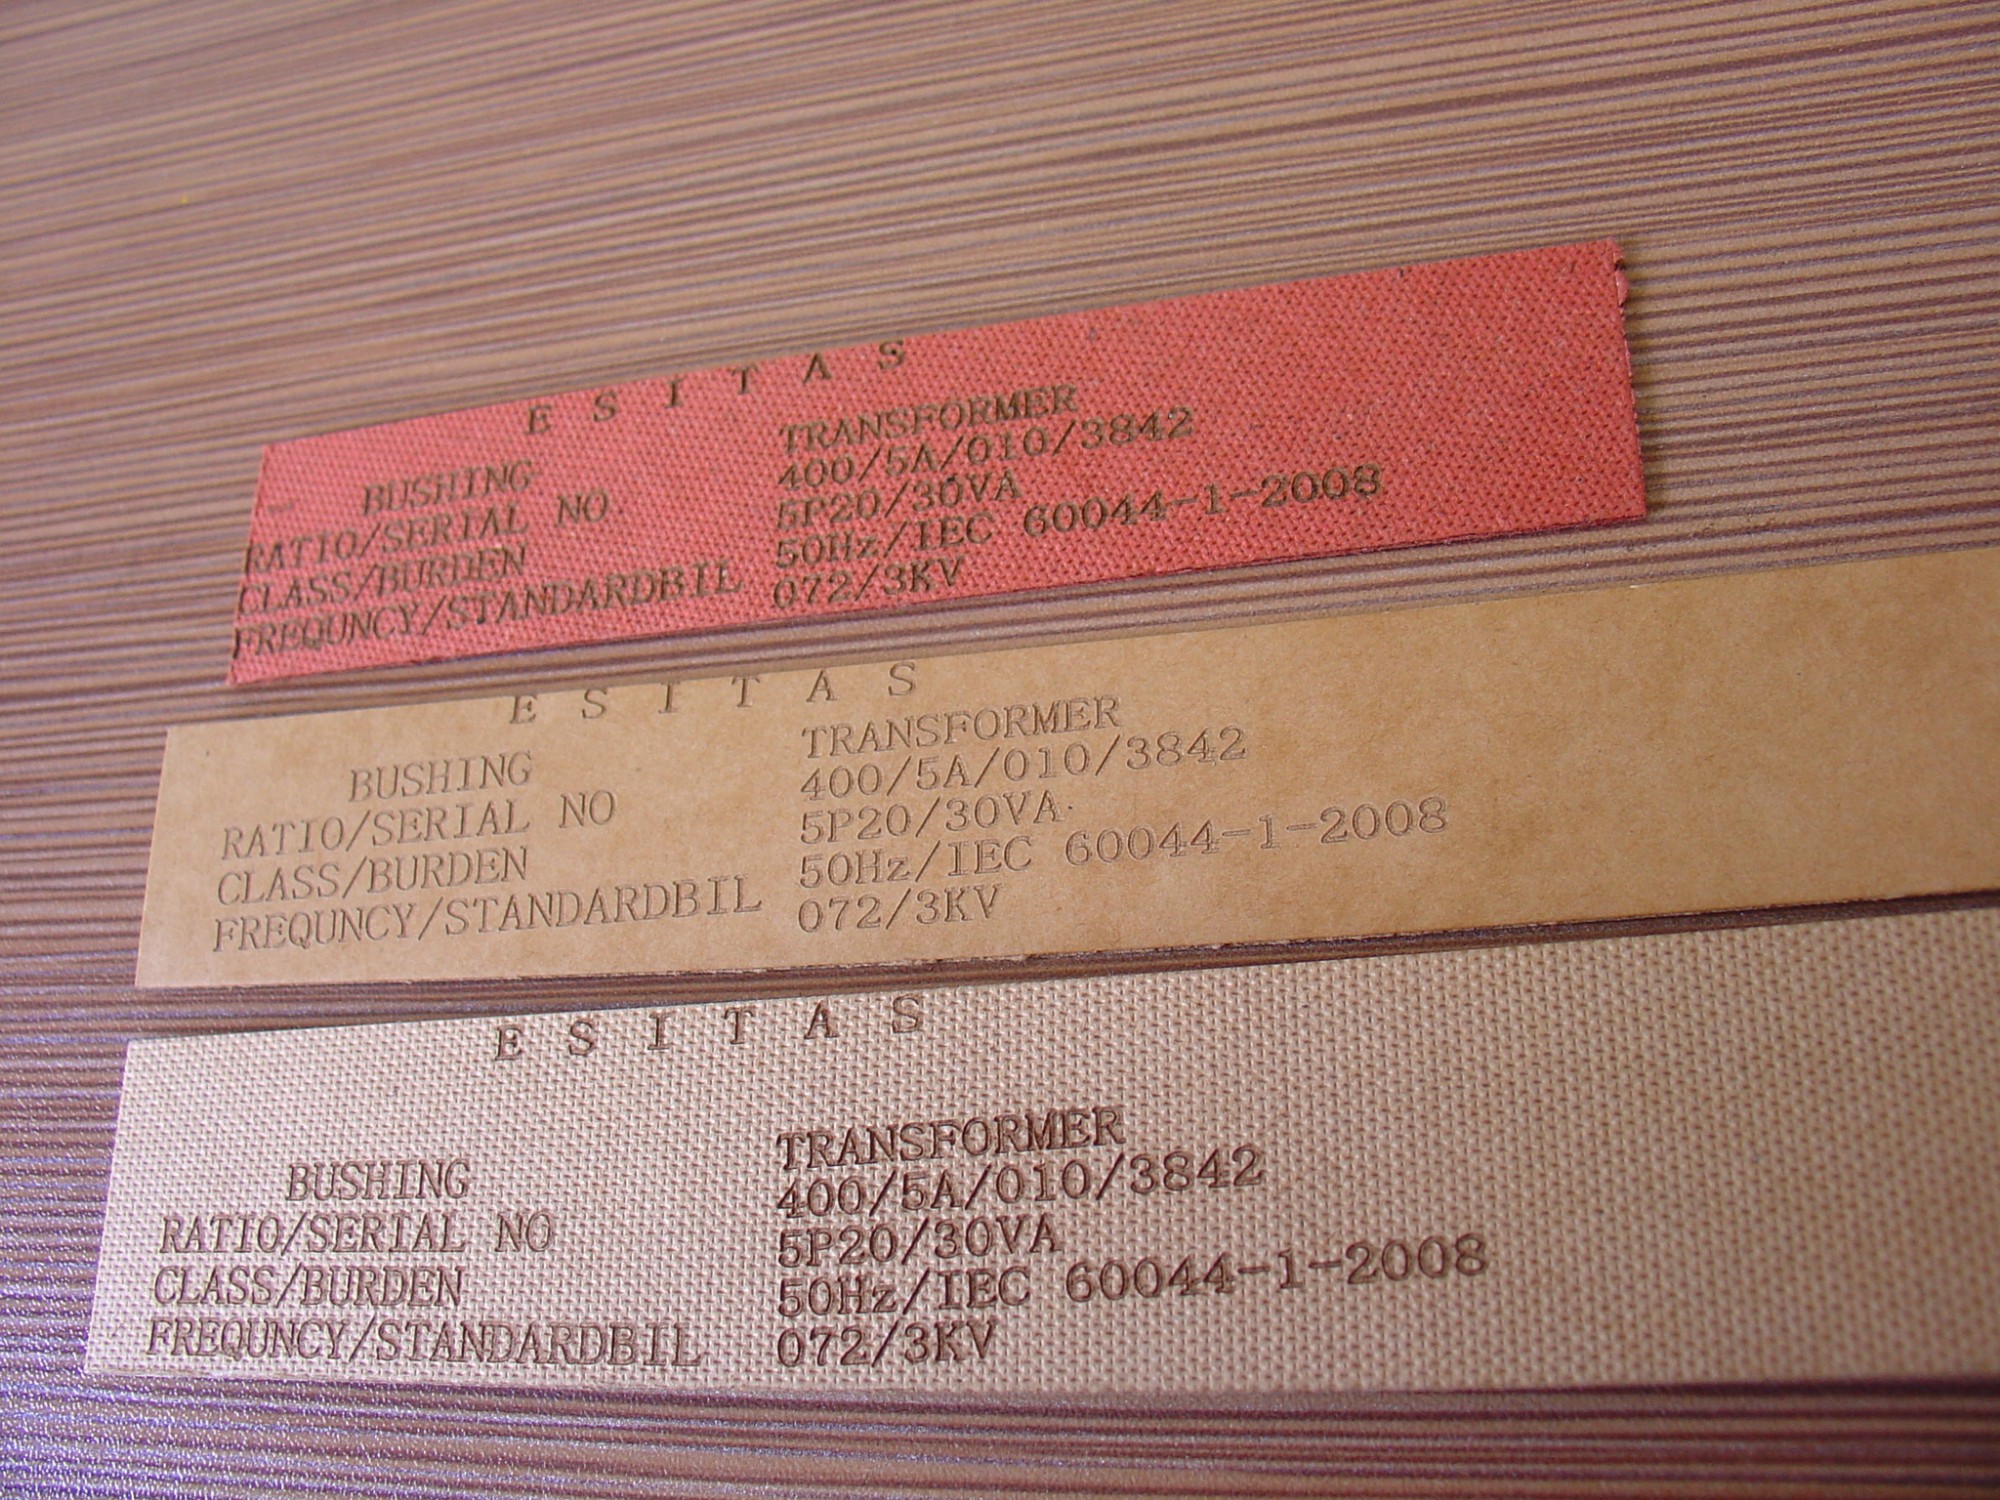 E S I T A S
BUSHING TRANSFORMER
RATIO/SERIAL NO 400/5A/010/3842
CLASS/BURDEN 5P20/30VA
FREQUNCY/STANDARDBIL 50Hz/IEC 60044-1-2008
072/3KV
E S I T A S
BUSHING TRANSFORMER
RATIO/SERIAL NO 400/5A/010/3842
CLASS/BURDEN 5P20/30VA
FREQUNCY/STANDARDBIL 50Hz/IEC 60044-1-2008
072/3KV
E S I T A S
BUSHING TRANSFORMER
RATIO/SERIAL NO 400/5A/010/3842
CLASS/BURDEN 5P20/30VA
FREQUNCY/STANDARDBIL 50Hz/IEC 60044-1-2008
072/3KV